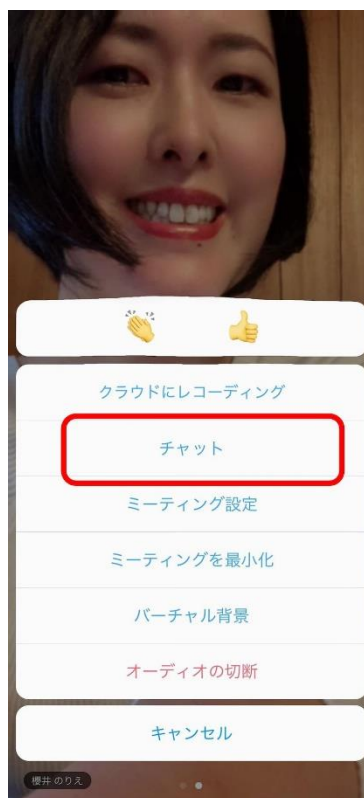 クラウドにレコーディング
チャット
ミーティング設定
ミーティングを最小化
バーチャル背景
オーディオの切断
キャンセル
櫻井 のりえ